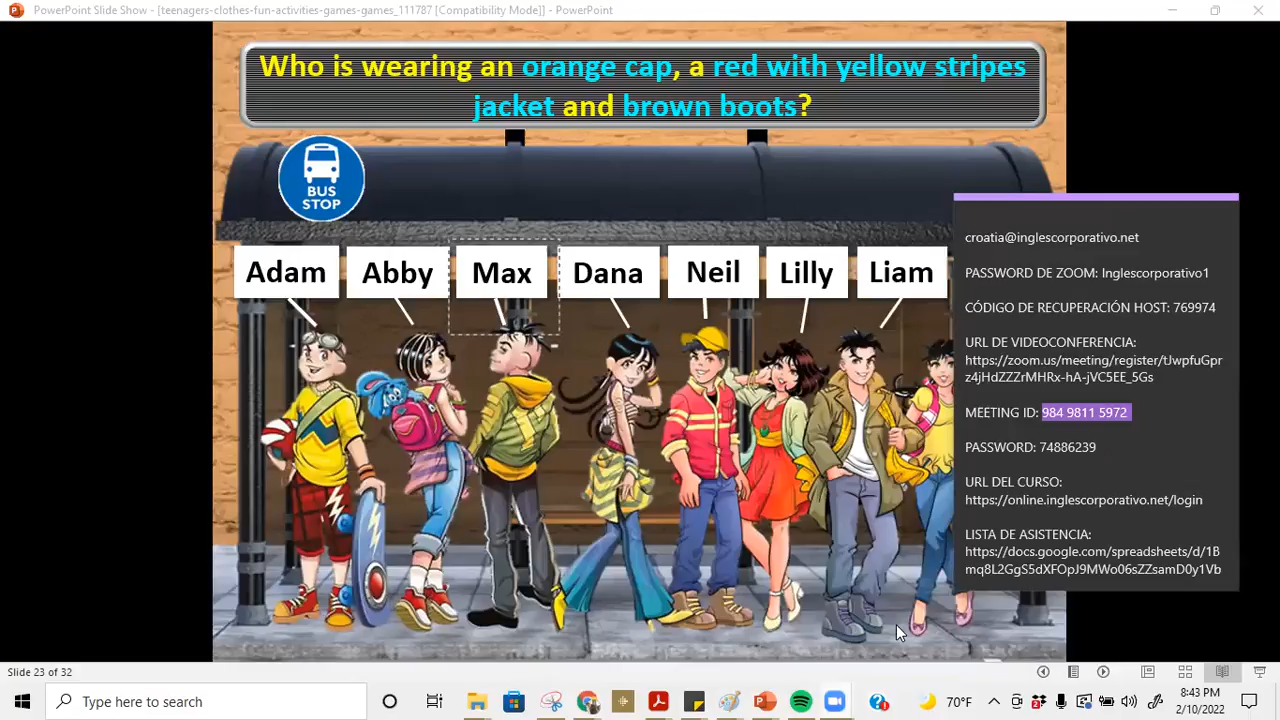 PowerPoint Slide Show - [teenagers-clothes-fun-activities-games-games_111787 [Compatibility Mode]] - PowerPoint
Who is wearing an orange cap, a red with yellow stripes
jacket and brown boots?
BUS
STOP
Adam
Abby
Max
Dana
Neil
Lilly
Liam
croatia@inglescorporativo.net
PASSWORD DE ZOOM: Inglescorporativo1
CÓDIGO DE RECUPERACIÓN HOST: 769974
URL DE VIDEOCONFERENCIA:
https://zoom.us/meeting/register/tJwpfuGpr
z4jHdZZZrMHRx-hA-jVC5EE_5Gs
MEETING ID: 984 9811 5972
PASSWORD: 74886239
URL DEL CURSO:
https://online.inglescorporativo.net/login
LISTA DE ASISTENCIA:
https://docs.google.com/spreadsheets/d/1B
mq8L2GgS5dXFOpJ9MWo06sZZsamD0y1Vb
Slide 23 of 32
Type here to search
70°F
8:43 PM
2/10/2022